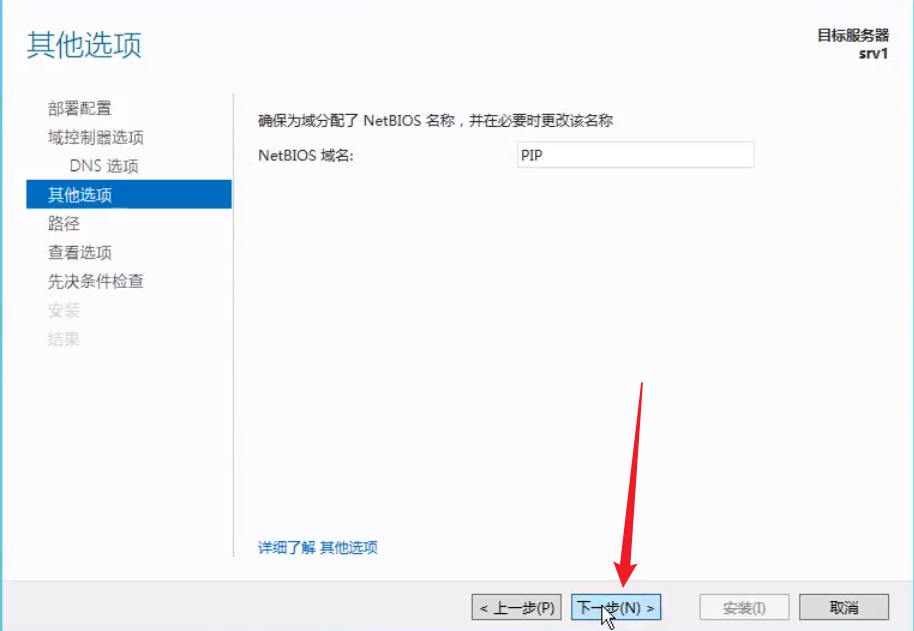 其他选项
目标服务器
srv1
部署配置
域控制器选项
DNS 选项
其他选项
路径
查看选项
先决条件检查
安装
结果
确保为域分配了 NetBIOS 名称，并在必要时更改该名称
NetBIOS 域名: PIP
详细了解 其他选项
< 上一步(P) 下一步(N) > 安装(I) 取消